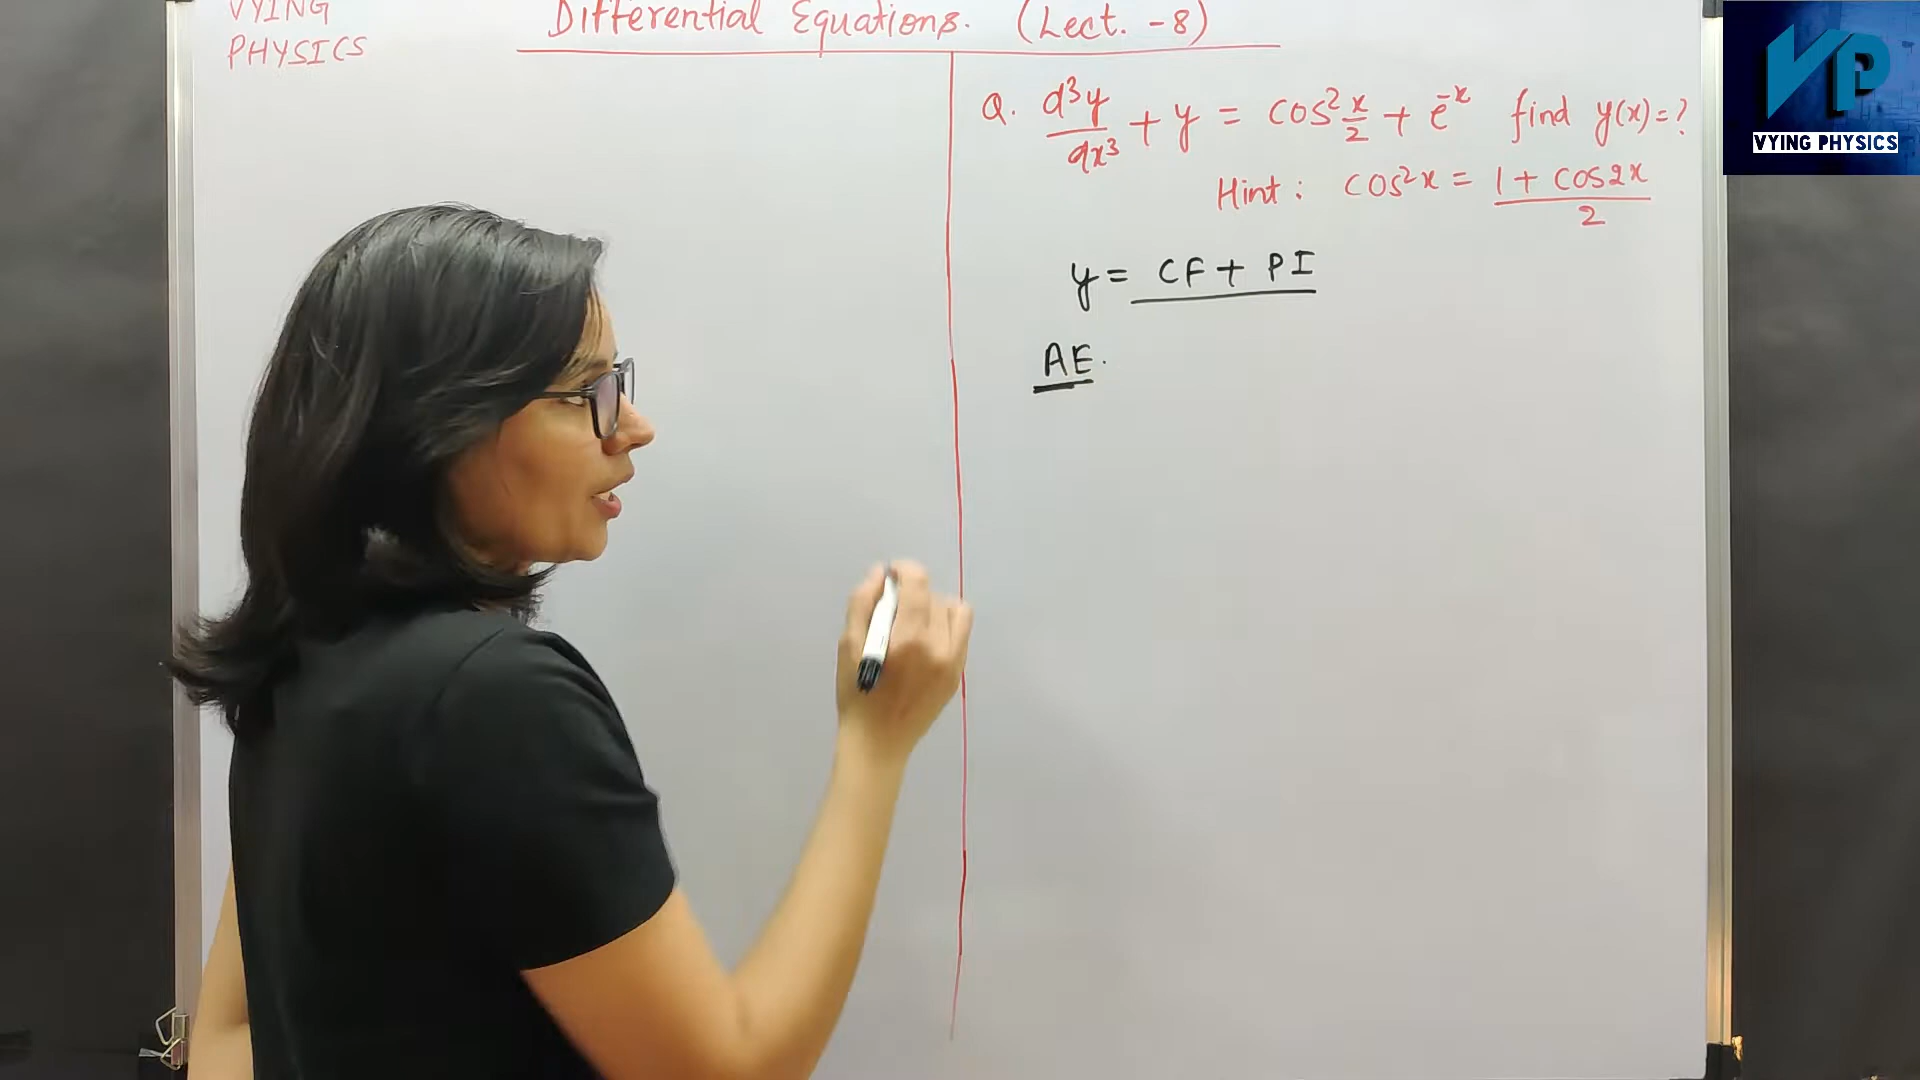 VYING
PHYSICS
Differential Equations. (Lect. -8)
Q. d³y/dx³ + y = cos² x/2 + e⁻ˣ find y(x)=?
Hint : cos²x = 1 + cos2x / 2
y = CF + PI
AE.
VP
VYING PHYSICS